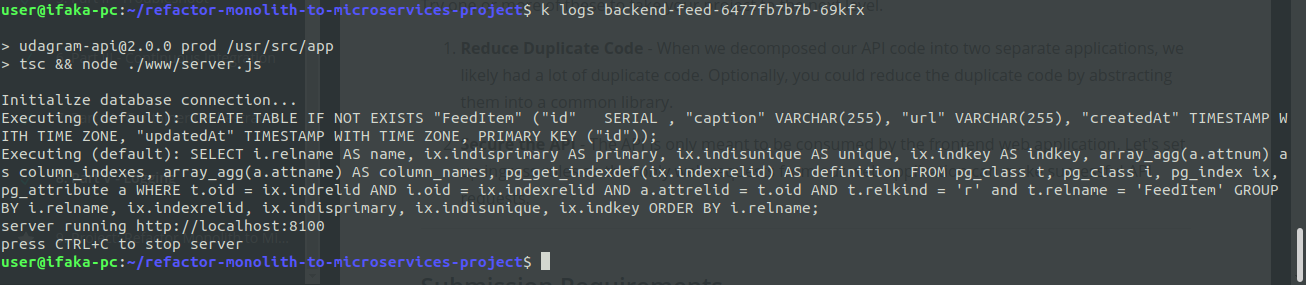 user@ifaka-pc:~/refactor-monolith-to-microservices-project$ k logs backend-feed-6477fb7b7b-69kfx
> udagram-api@2.0.0 prod /usr/src/app
> tsc && node ./www/server.js
1. Reduce Duplicate Code - When we decomposed our API code into two separate applications, we
likely had a lot of duplicate code. Optionally, you could reduce the duplicate code by abstracting
them into a common library.
Initialize database connection...
Executing (default): CREATE TABLE IF NOT EXISTS "FeedItem" ("id"   SERIAL , "caption" VARCHAR(255), "url" VARCHAR(255), "createdAt" TIMESTAMP W
ITH TIME ZONE, "updatedAt" TIMESTAMP WITH TIME ZONE, PRIMARY KEY ("id"));
Executing (default): SELECT i.relname AS name, ix.indisprimary AS primary, ix.indisunique AS unique, ix.indkey AS indkey, array_agg(a.attnum) a
s column_indexes, array_agg(a.attname) AS column_names, pg_get_indexdef(ix.indexrelid) AS definition FROM pg_class t, pg_class i, pg_index ix,
pg_attribute a WHERE t.oid = ix.indrelid AND i.oid = ix.indexrelid AND a.attrelid = t.oid AND t.relkind = 'r' and t.relname = 'FeedItem' GROUP
BY i.relname, ix.indexrelid, ix.indisprimary, ix.indisunique, ix.indkey ORDER BY i.relname;
server running http://localhost:8100
press CTRL+C to stop server
user@ifaka-pc:~/refactor-monolith-to-microservices-project$
Submission Requirements